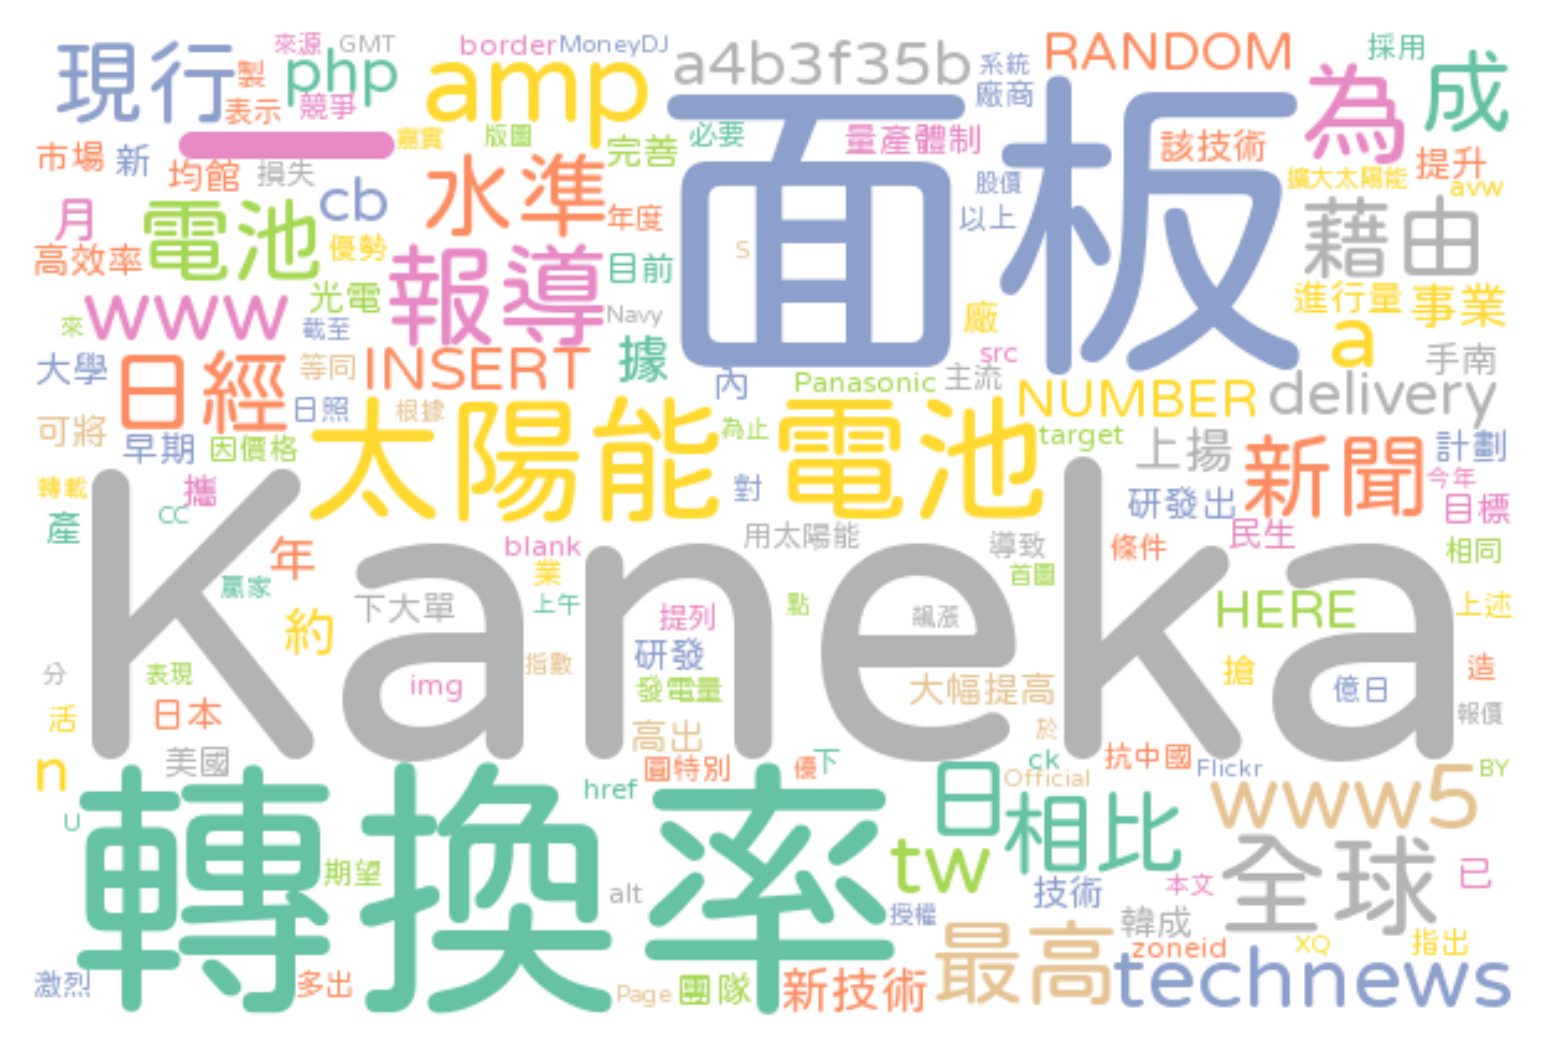 現行
製
來源
GMT
php
表示
競爭
border
MoneyDJ
amp
a4b3f35b
系統
廠商
RANDOM
採用
為
成
市場
新
一
均館
損失
嘉實
版圖
完善
必要
量產體制
該技術
提升
擴大太陽能
avw
月
電池
cb
水準
年度
面板
股價
以上
藉由
高效率
優勢
報導
目前
S
www
光電
來
截至
Navy
廠
進行量
事業
a
大學
日經
等同
INSERT
據
src
內
Panasonic
主流
手南
NUMBER
delivery
可將
日照
根據
早期
因價格
太陽能
為止
電池
target
上揚
新聞
計劃
今年
轉載
攜
對
研發出
目標
產
CC
用太陽能
導致
條件
民生
相同
年
blank
業
首圖
Kaneka
贏家
約
下大單
上午
提列
點
飆漲
HERE
上述
分
表現
img
指數
研發
發電量
大幅提高
搶
億日
造
活
日本
高出
於
報價
n
美國
圓特別
優
下
ck
Official
抗中國
Flickr
BY
U
轉換率
href
日
相比
www5
期望
alt
tw
全球
已
技術
本文
授權
韓成
激烈
多出
Page
團隊
新技術
最高
zoneid
XQ
指出
technews